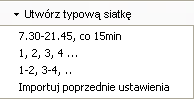 Utwórz typową siatkę
7.30-21.45, co 15min
1, 2, 3, 4 ...
1-2, 3-4, ..
Importuj poprzednie ustawienia